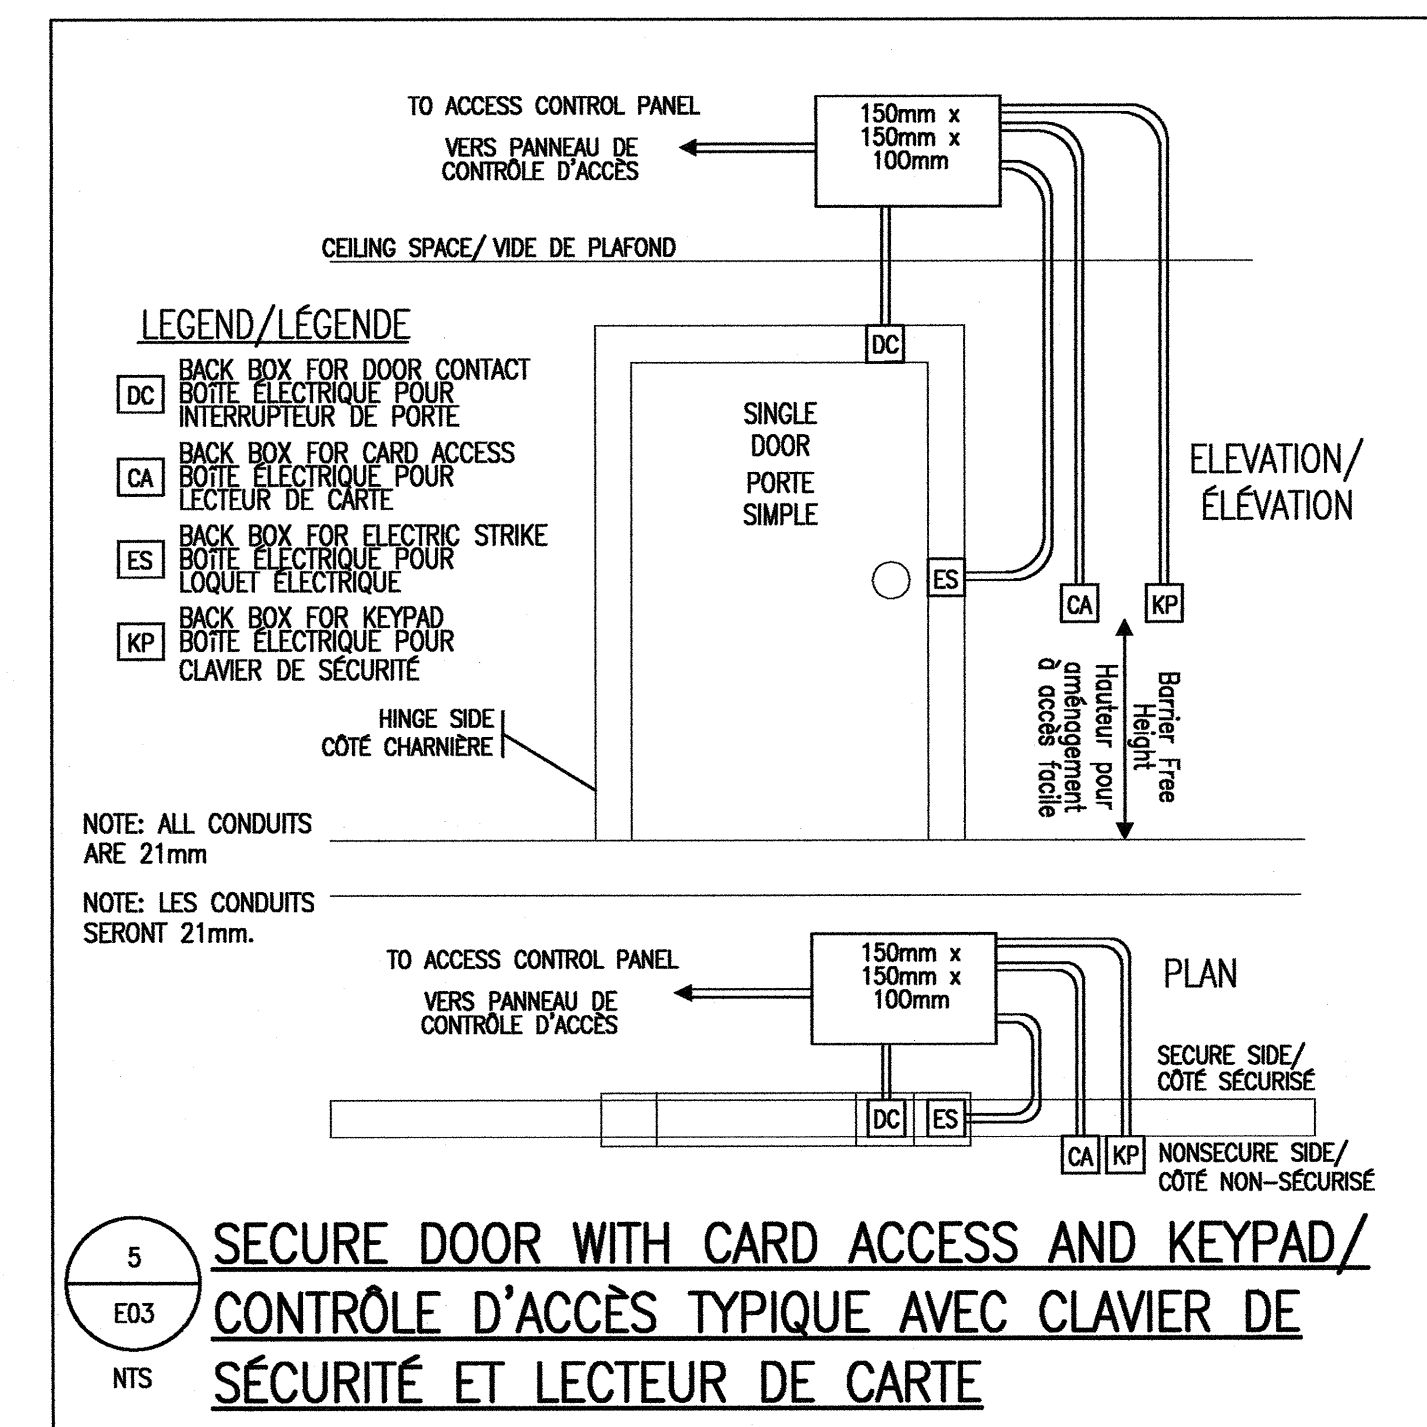 TO ACCESS CONTROL PANEL
VERS PANNEAU DE
CONTRÔLE D'ACCÈS
150mm x
150mm x
100mm
CEILING SPACE/ VIDE DE PLAFOND
LEGEND/LÉGENDE
DC
BACK BOX FOR DOOR CONTACT
BOîTE ÉLECTRIQUE POUR
INTERRUPTEUR DE PORTE
CA
BACK BOX FOR CARD ACCESS
BOîTE ÉLECTRIQUE POUR
LECTEUR DE CARTE
ES
BACK BOX FOR ELECTRIC STRIKE
BOîTE ÉLECTRIQUE POUR
LOQUET ÉLECTRIQUE
KP
BACK BOX FOR KEYPAD
BOîTE ÉLECTRIQUE POUR
CLAVIER DE SÉCURITÉ
DC
SINGLE
DOOR
PORTE
SIMPLE
ES
CA
KP
ELEVATION/
ÉLÉVATION
Barrier Free
Height
Hauteur pour
aménagement
à accès facile
HINGE SIDE
CÔTÉ CHARNIÈRE
NOTE: ALL CONDUITS
ARE 21mm
NOTE: LES CONDUITS
SERONT 21mm.
TO ACCESS CONTROL PANEL
VERS PANNEAU DE
CONTRÔLE D'ACCÈS
150mm x
150mm x
100mm
PLAN
SECURE SIDE/
CÔTÉ SÉCURISÉ
DC
ES
CA
KP
NONSECURE SIDE/
CÔTÉ NON-SÉCURISÉ
5
E03
NTS
SECURE DOOR WITH CARD ACCESS AND KEYPAD/
CONTRÔLE D'ACCÈS TYPIQUE AVEC CLAVIER DE
SÉCURITÉ ET LECTEUR DE CARTE